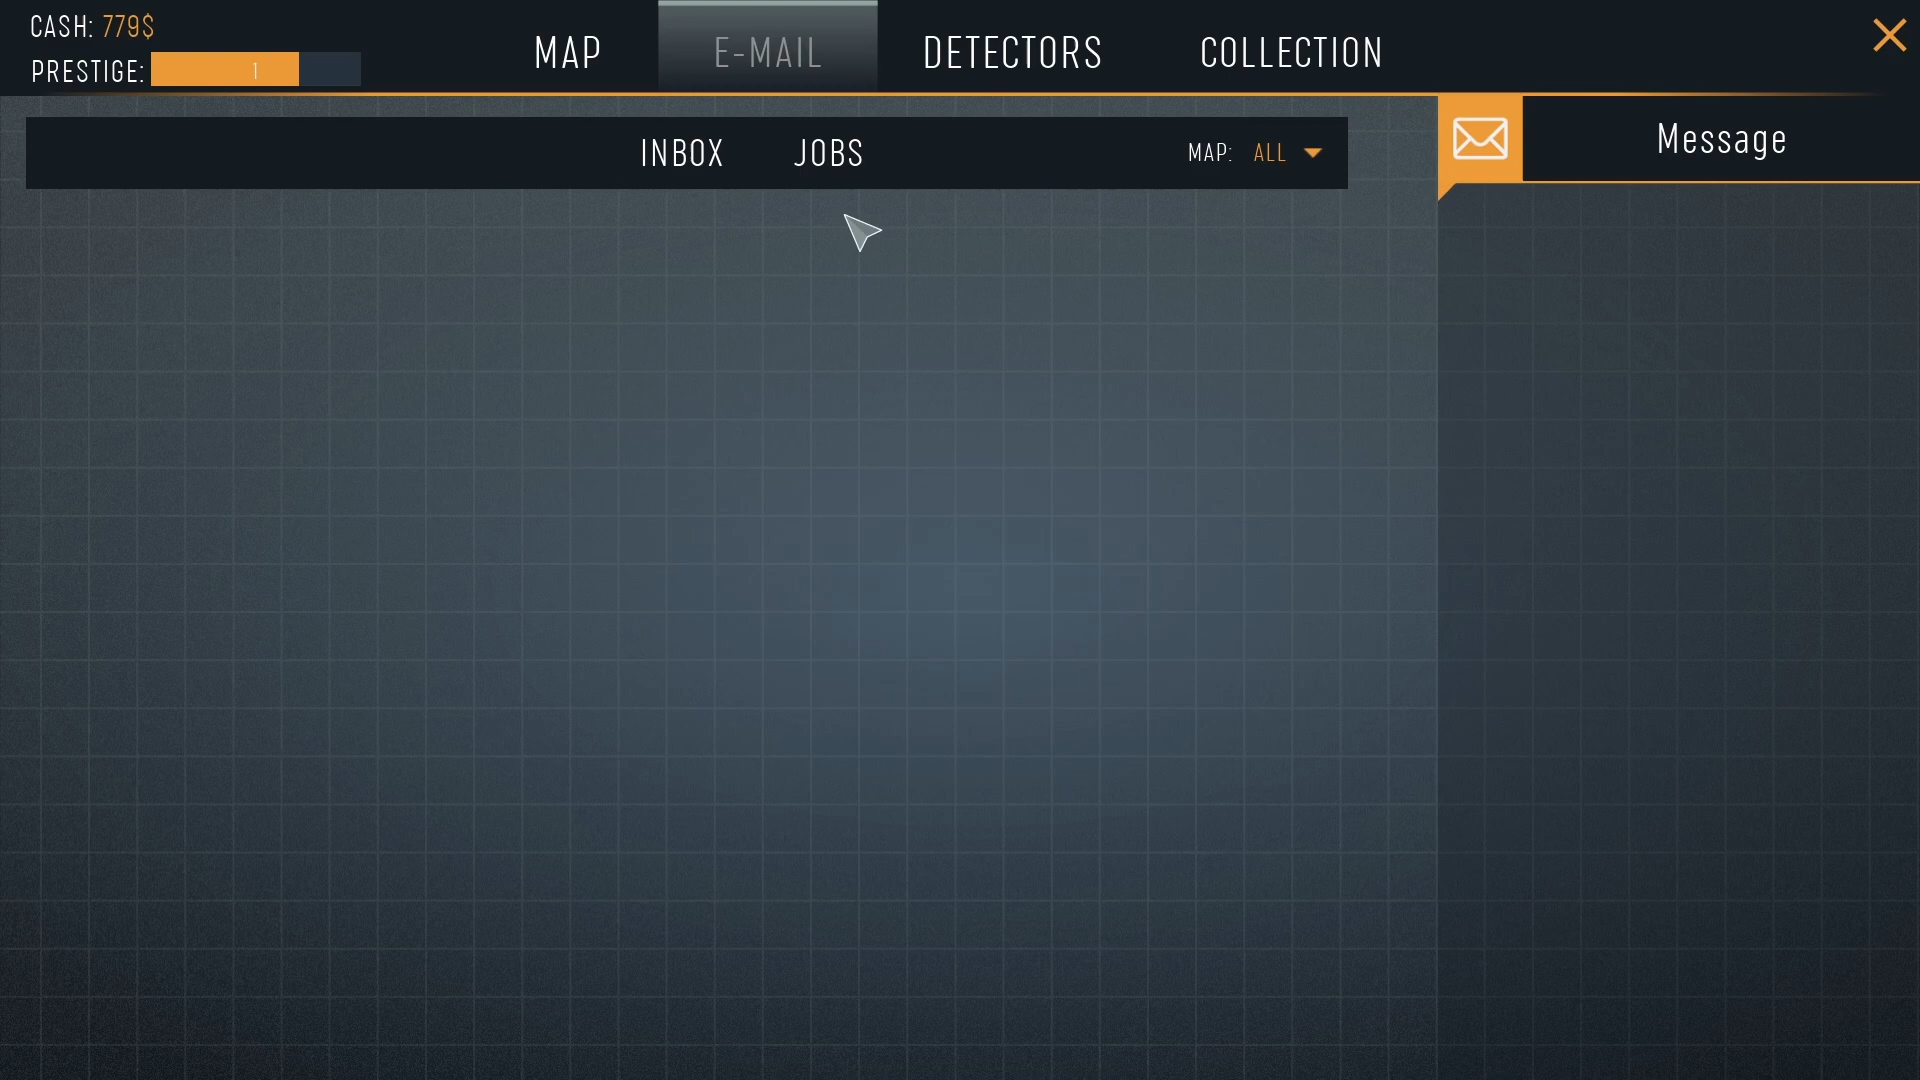 CASH: 779$
PRESTIGE: 1
MAP E-MAIL DETECTORS COLLECTION
INBOX JOBS MAP: ALL
Message